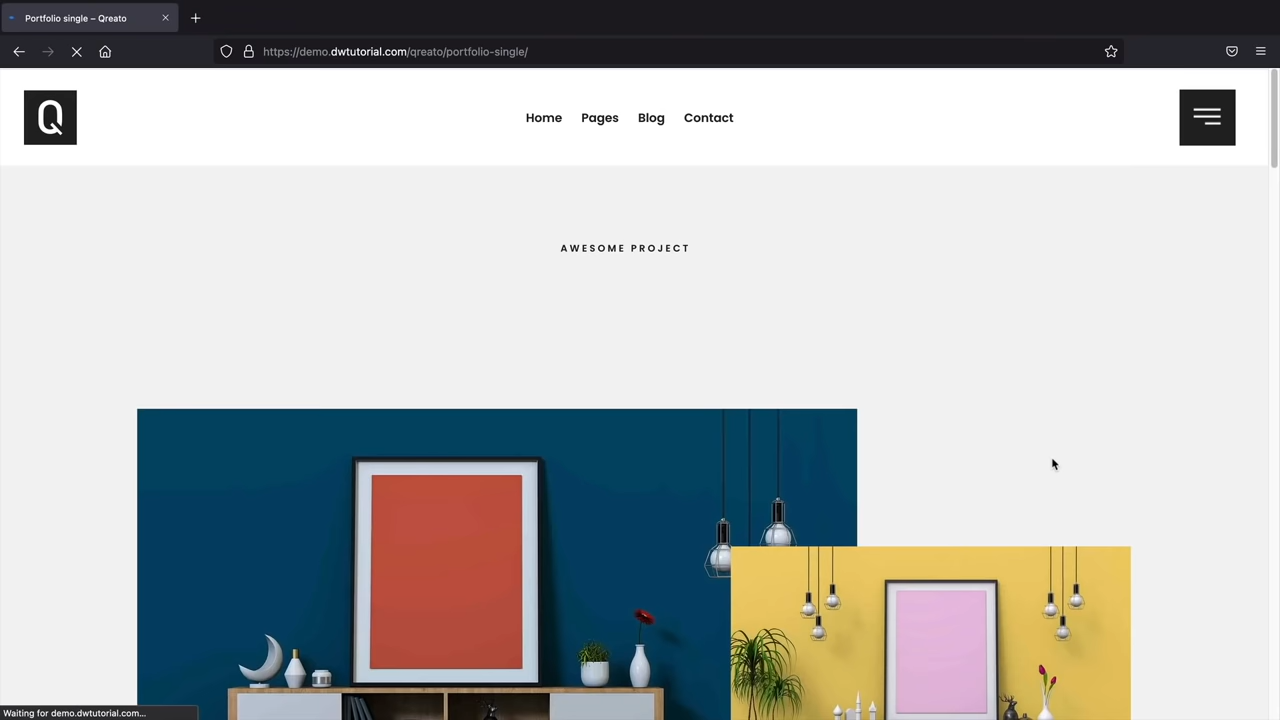 Portfolio single – Qreato
https://demo.dwtutorial.com/qreato/portfolio-single/
Q
Home Pages Blog Contact
AWESOME PROJECT
Waiting for demo.dwtutorial.com...